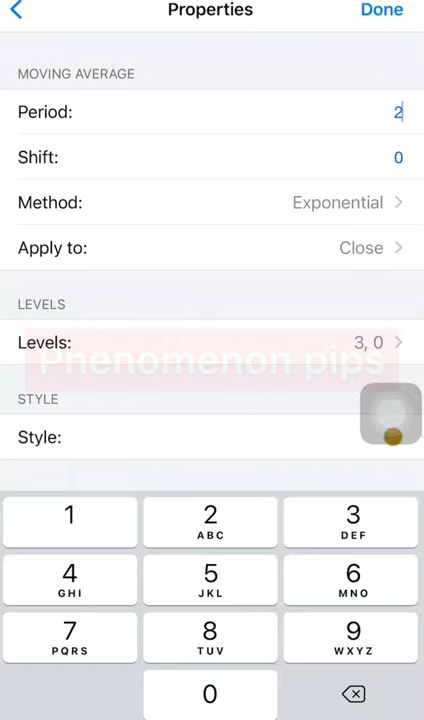 Properties
Done
MOVING AVERAGE
Period:
2
Shift:
0
Method:
Exponential
Apply to:
Close
LEVELS
Levels:
3, 0
Phenomenon pips
STYLE
Style:
1
2
ABC
3
DEF
4
GHI
5
JKL
6
MNO
7
PQRS
8
TUV
9
WXYZ
0